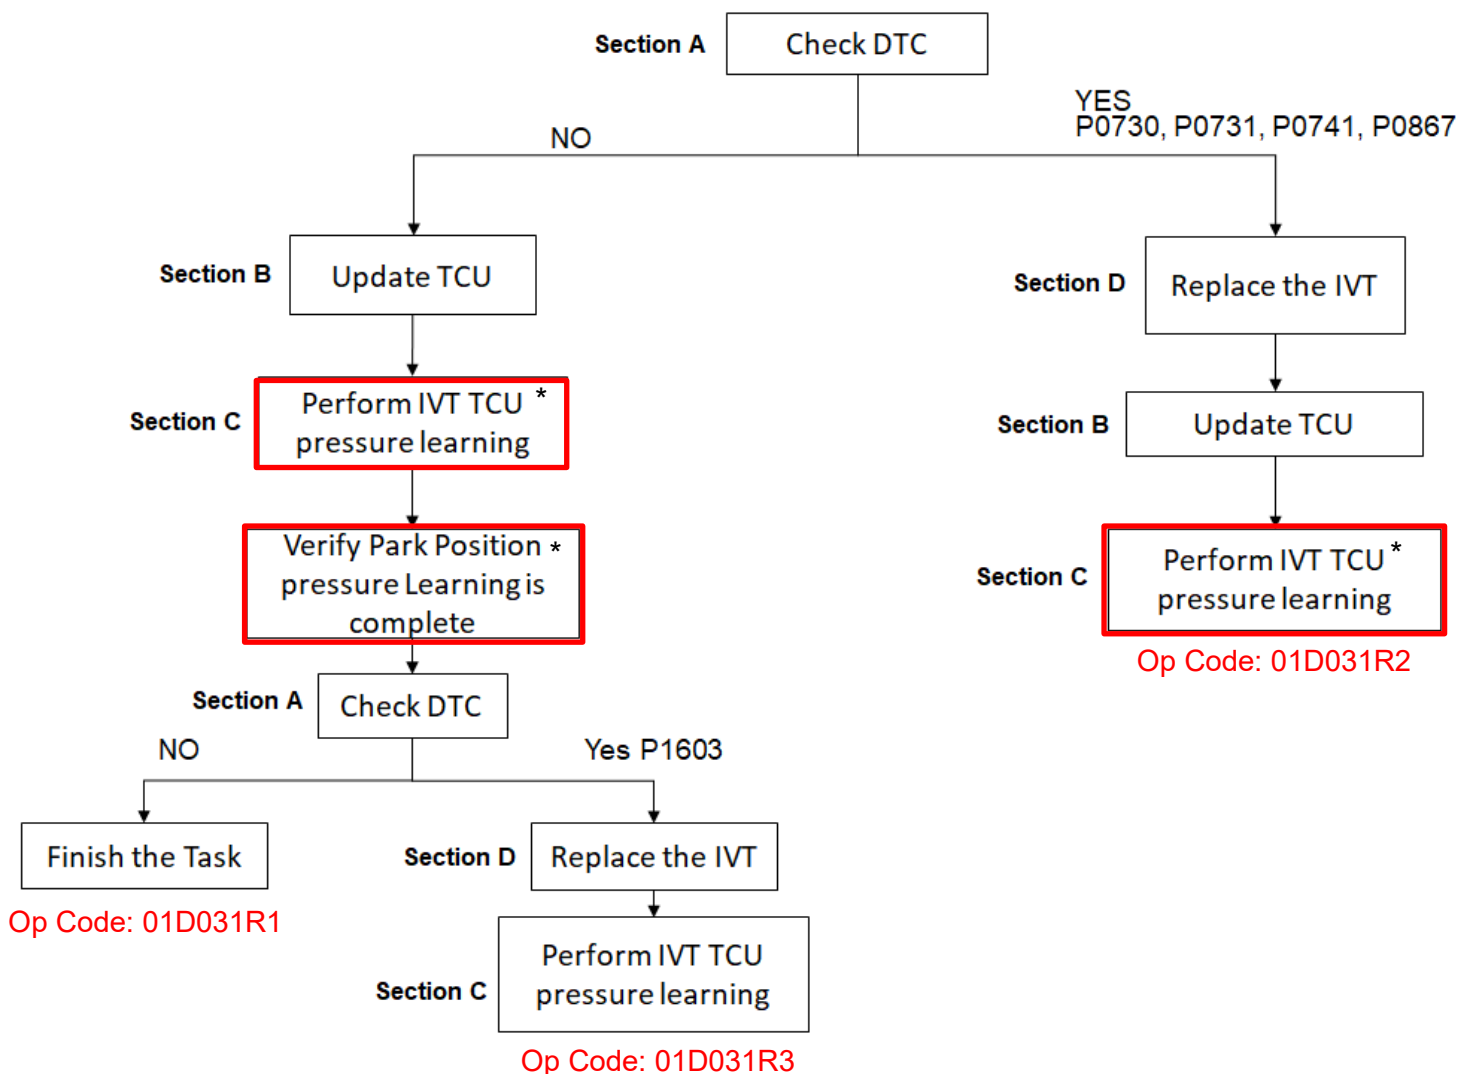 Section A
Check DTC
YES
P0730, P0731, P0741, P0867
NO
Section B
Update TCU
Section D
Replace the IVT
Section C
Perform IVT TCU *
pressure learning
Section B
Update TCU
Verify Park Position *
pressure Learning is
complete
Section C
Perform IVT TCU *
pressure learning
Op Code: 01D031R2
Section A
Check DTC
NO
Yes P1603
Finish the Task
Op Code: 01D031R1
Section D
Replace the IVT
Section C
Perform IVT TCU
pressure learning
Op Code: 01D031R3